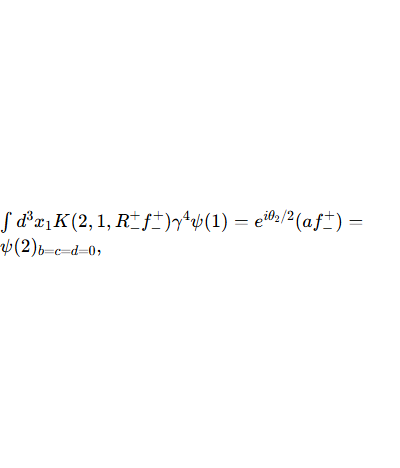 ∫ d³x₁K(2, 1, R₋⁺f₋⁺)γ⁴ψ(1) = e^{iθ₂/2}(af₋⁺) =
ψ(2)_{b=c=d=0},